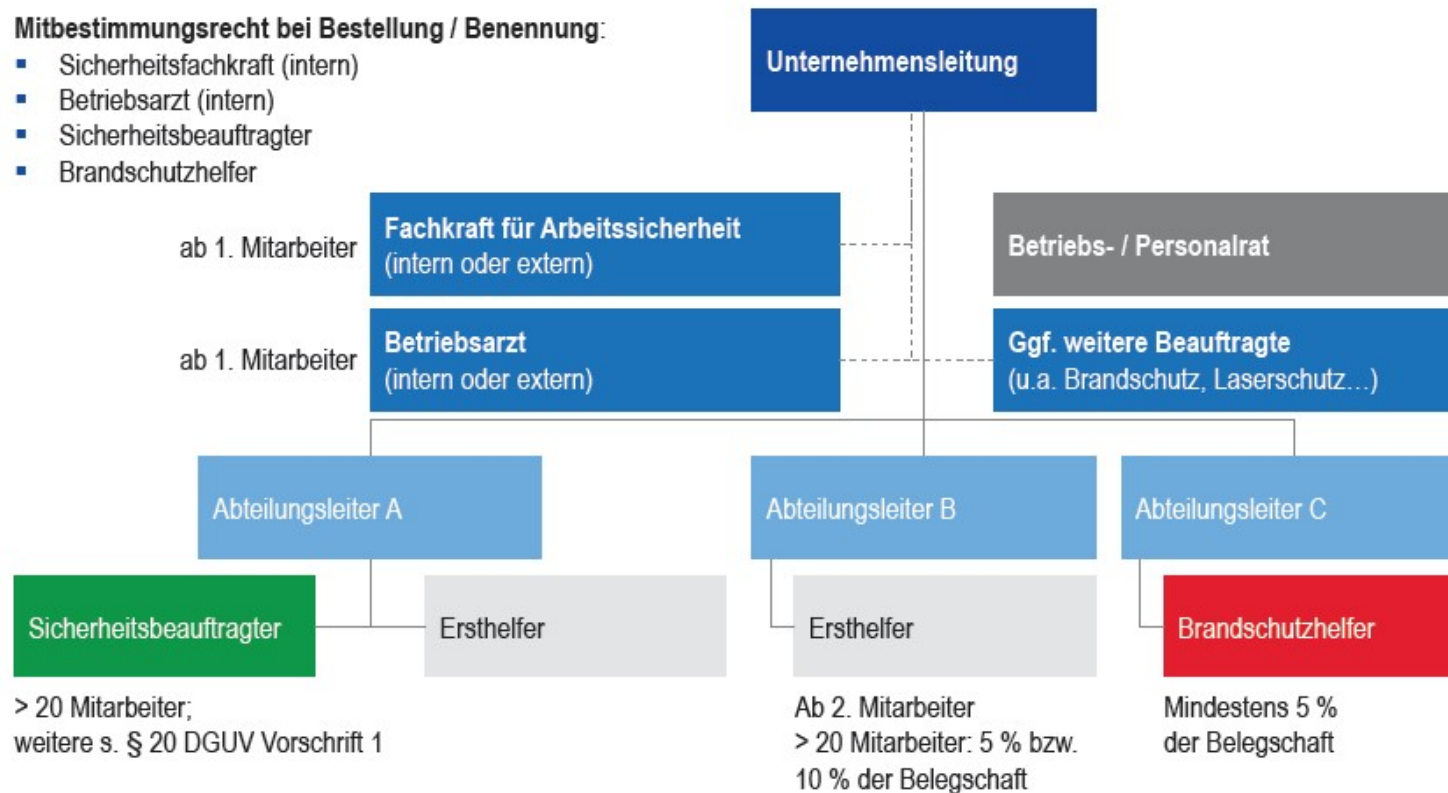 Mitbestimmungsrecht bei Bestellung / Benennung:
▪ Sicherheitsfachkraft (intern)
▪ Betriebsarzt (intern)
▪ Sicherheitsbeauftragter
▪ Brandschutzhelfer
Unternehmensleitung
ab 1. Mitarbeiter
Fachkraft für Arbeitssicherheit
(intern oder extern)
Betriebs- / Personalrat
ab 1. Mitarbeiter
Betriebsarzt
(intern oder extern)
Ggf. weitere Beauftragte
(u.a. Brandschutz, Laserschutz…)
Abteilungsleiter A
Abteilungsleiter B
Abteilungsleiter C
Sicherheitsbeauftragter
Ersthelfer
Ersthelfer
Brandschutzhelfer
> 20 Mitarbeiter;
weitere s. § 20 DGUV Vorschrift 1
Ab 2. Mitarbeiter
> 20 Mitarbeiter: 5 % bzw.
10 % der Belegschaft
Mindestens 5 %
der Belegschaft